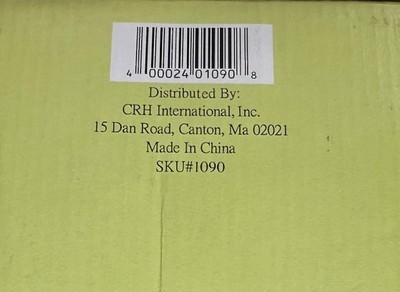 4 00024 01090 8
Distributed By:
CRH International, Inc.
15 Dan Road, Canton, Ma 02021
Made In China
SKU#1090